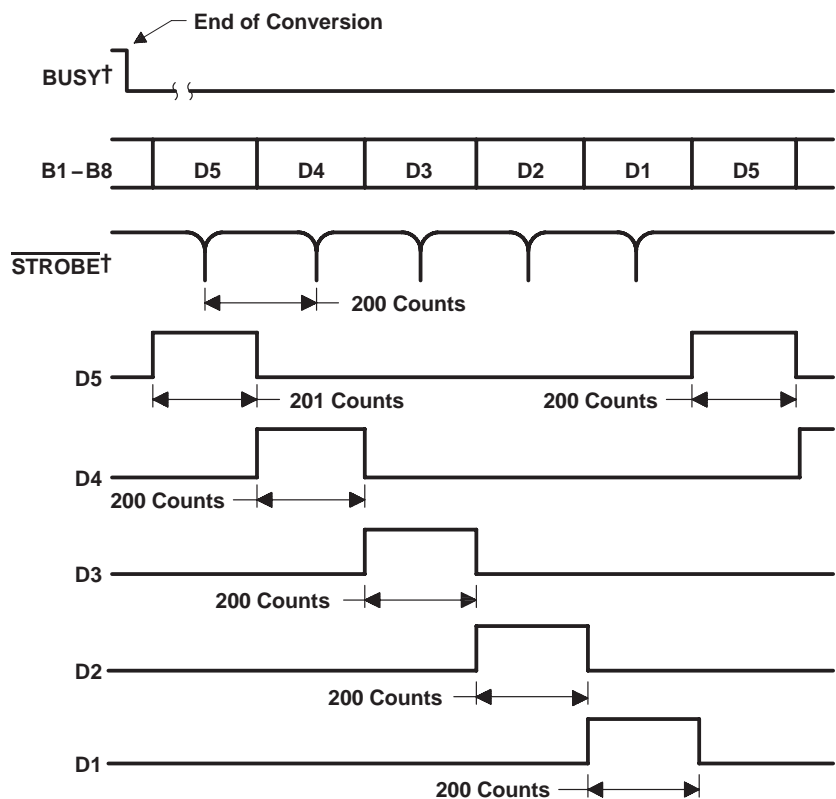 End of Conversion
BUSY†
B1–B8 D5 D4 D3 D2 D1 D5
STROBE†
200 Counts
D5
201 Counts 200 Counts
D4
200 Counts
D3
200 Counts
D2
200 Counts
D1
200 Counts